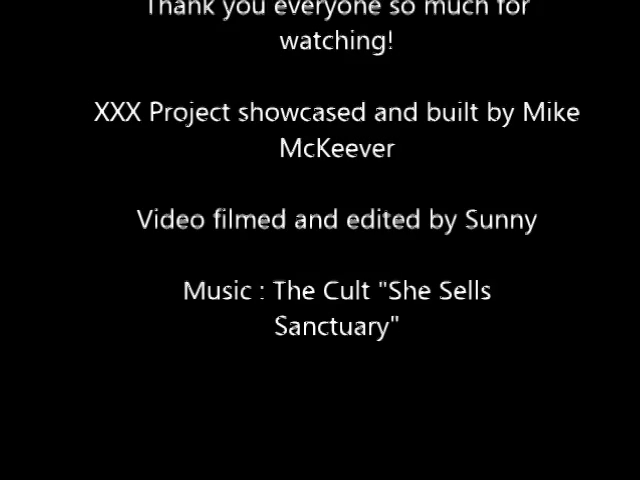 Thank you everyone so much for
watching!
XXX Project showcased and built by Mike
McKeever
Video filmed and edited by Sunny
Music : The Cult "She Sells
Sanctuary"